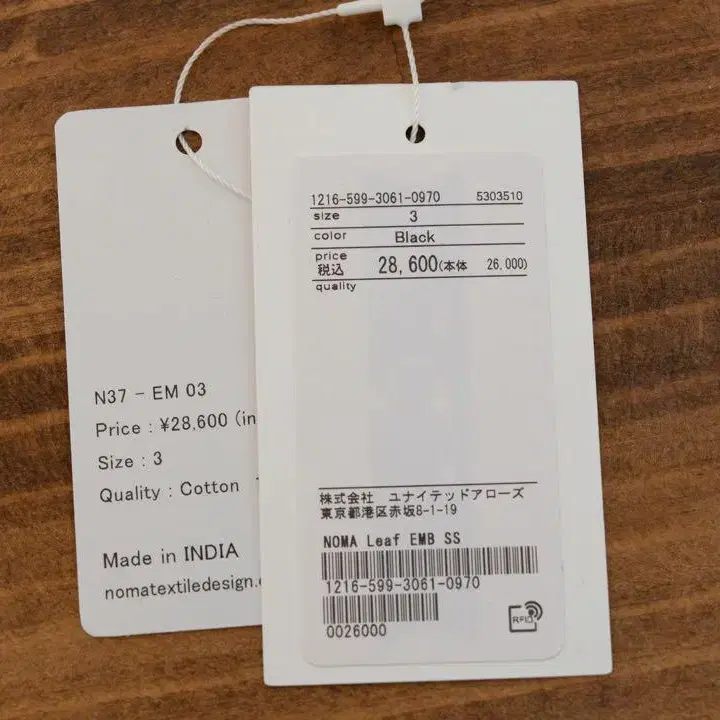 N37 - EM 03
Price : ¥28,600 (in
Size : 3
Quality : Cotton
Made in INDIA
nomatextiledesign.
1216-599-3061-0970 5303510
size 3
color Black
price
税込 28,600(本体 26,000)
quality
株式会社 ユナイテッドアローズ
東京都港区赤坂8-1-19
NOMA Leaf EMB SS
1216-599-3061-0970
0026000
RFID